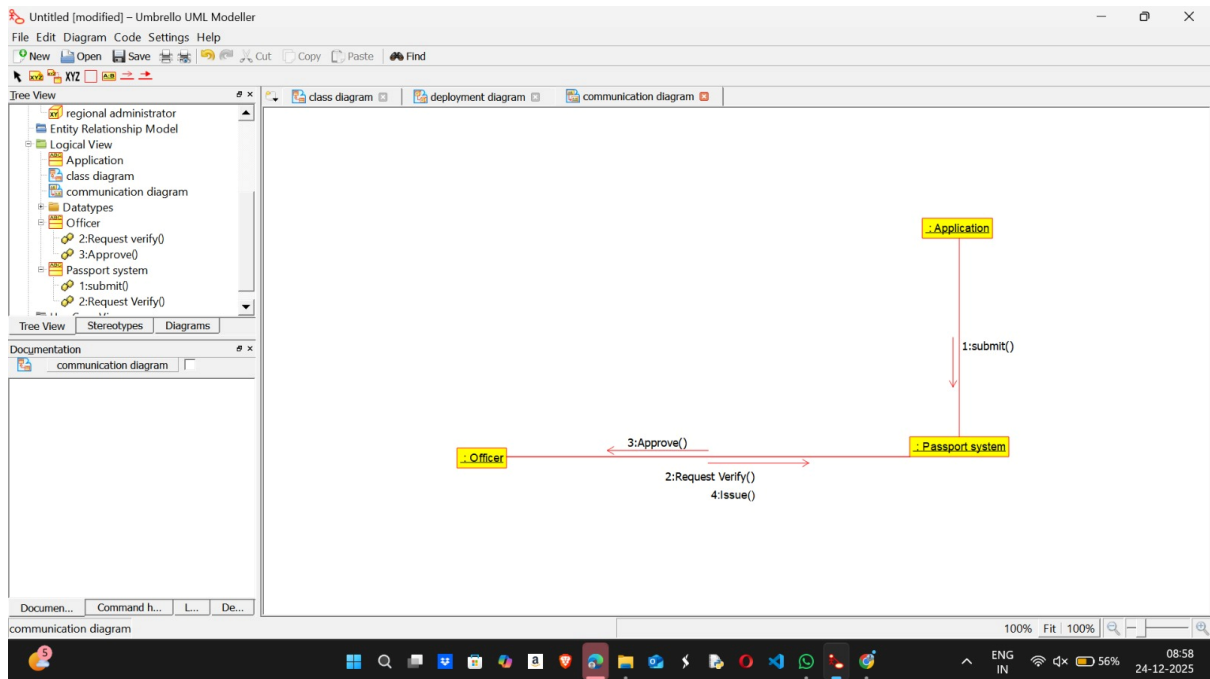 Untitled [modified] – Umbrello UML Modeller
File Edit Diagram Code Settings Help
New Open Save Cut Copy Paste Find
XYZ A:B
Tree View
class diagram
deployment diagram
communication diagram
regional administrator
Entity Relationship Model
Logical View
Application
class diagram
communication diagram
Datatypes
Officer
2:Request verify()
3:Approve()
Passport system
1:submit()
2:Request Verify()
Tree View Stereotypes Diagrams
Documentation
communication diagram
: Application
1:submit()
3:Approve()
: Passport system
: Officer
2:Request Verify()
4:Issue()
Documen... Command h... L... De...
communication diagram
100% Fit 100%
5
ENG
IN
56%
08:58
24-12-2025